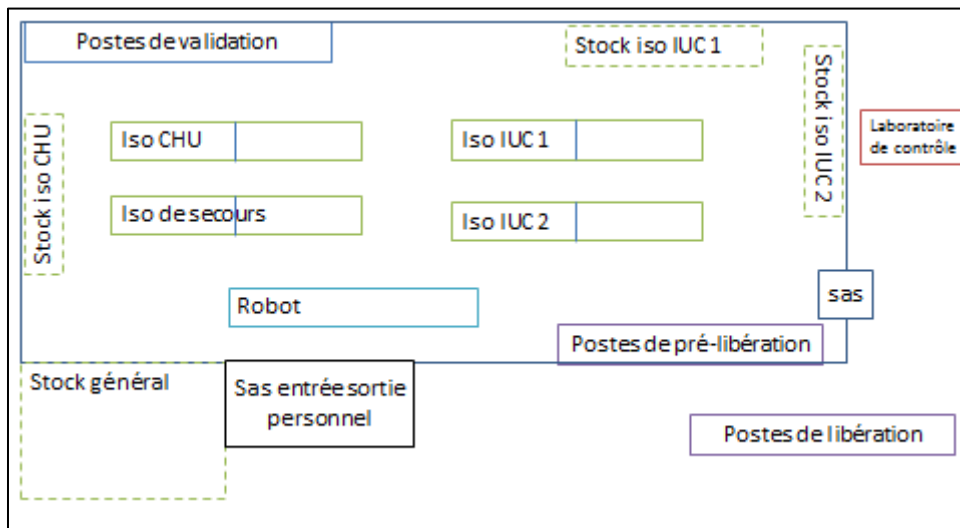 Postes de validation
Stock iso IUC 1
Stock iso IUC 2
Laboratoire
de contrôle
Stock iso CHU
Iso CHU
Iso IUC 1
Iso de secours
Iso IUC 2
sas
Robot
Postes de pré-libération
Stock général
Sas entrée sortie
personnel
Postes de libération